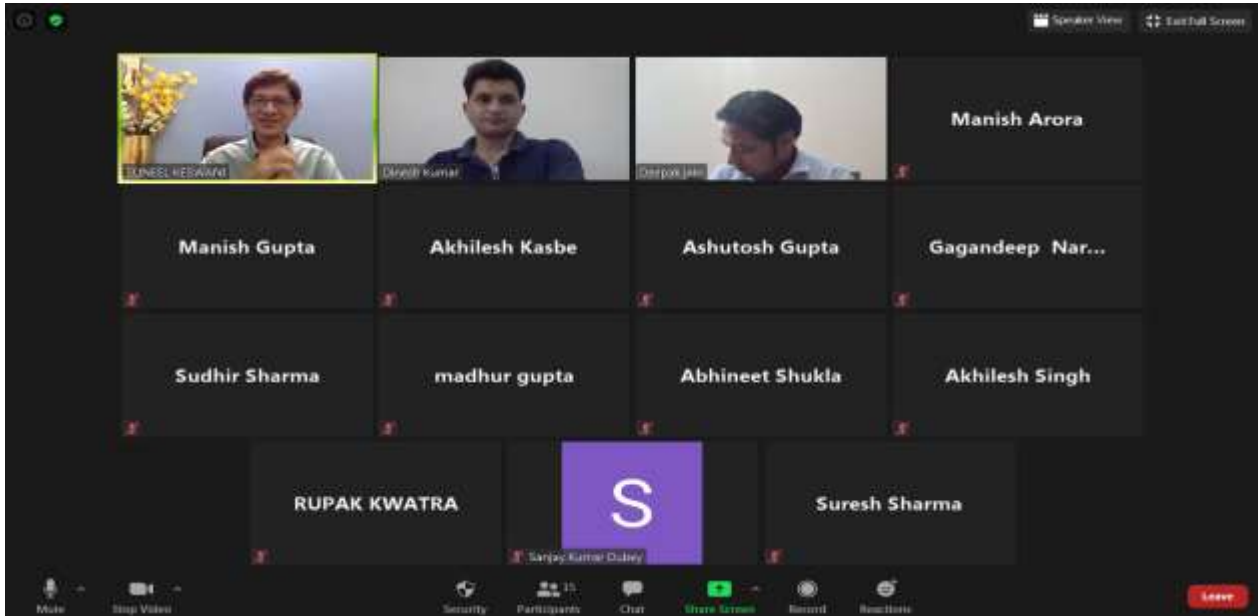 Speaker View
Exit Full Screen
SUNEEL KESWANI
Dinesh Kumar
Deepak Jain
Manish Arora
Manish Gupta
Akhilesh Kasbe
Ashutosh Gupta
Gagandeep Nar...
Sudhir Sharma
madhur gupta
Abhineet Shukla
Akhilesh Singh
RUPAK KWATRA
S
Sanjay Kumar Dubey
Suresh Sharma
Mute
Stop Video
Security
Participants
15
Chat
Share Screen
Record
Reactions
Leave